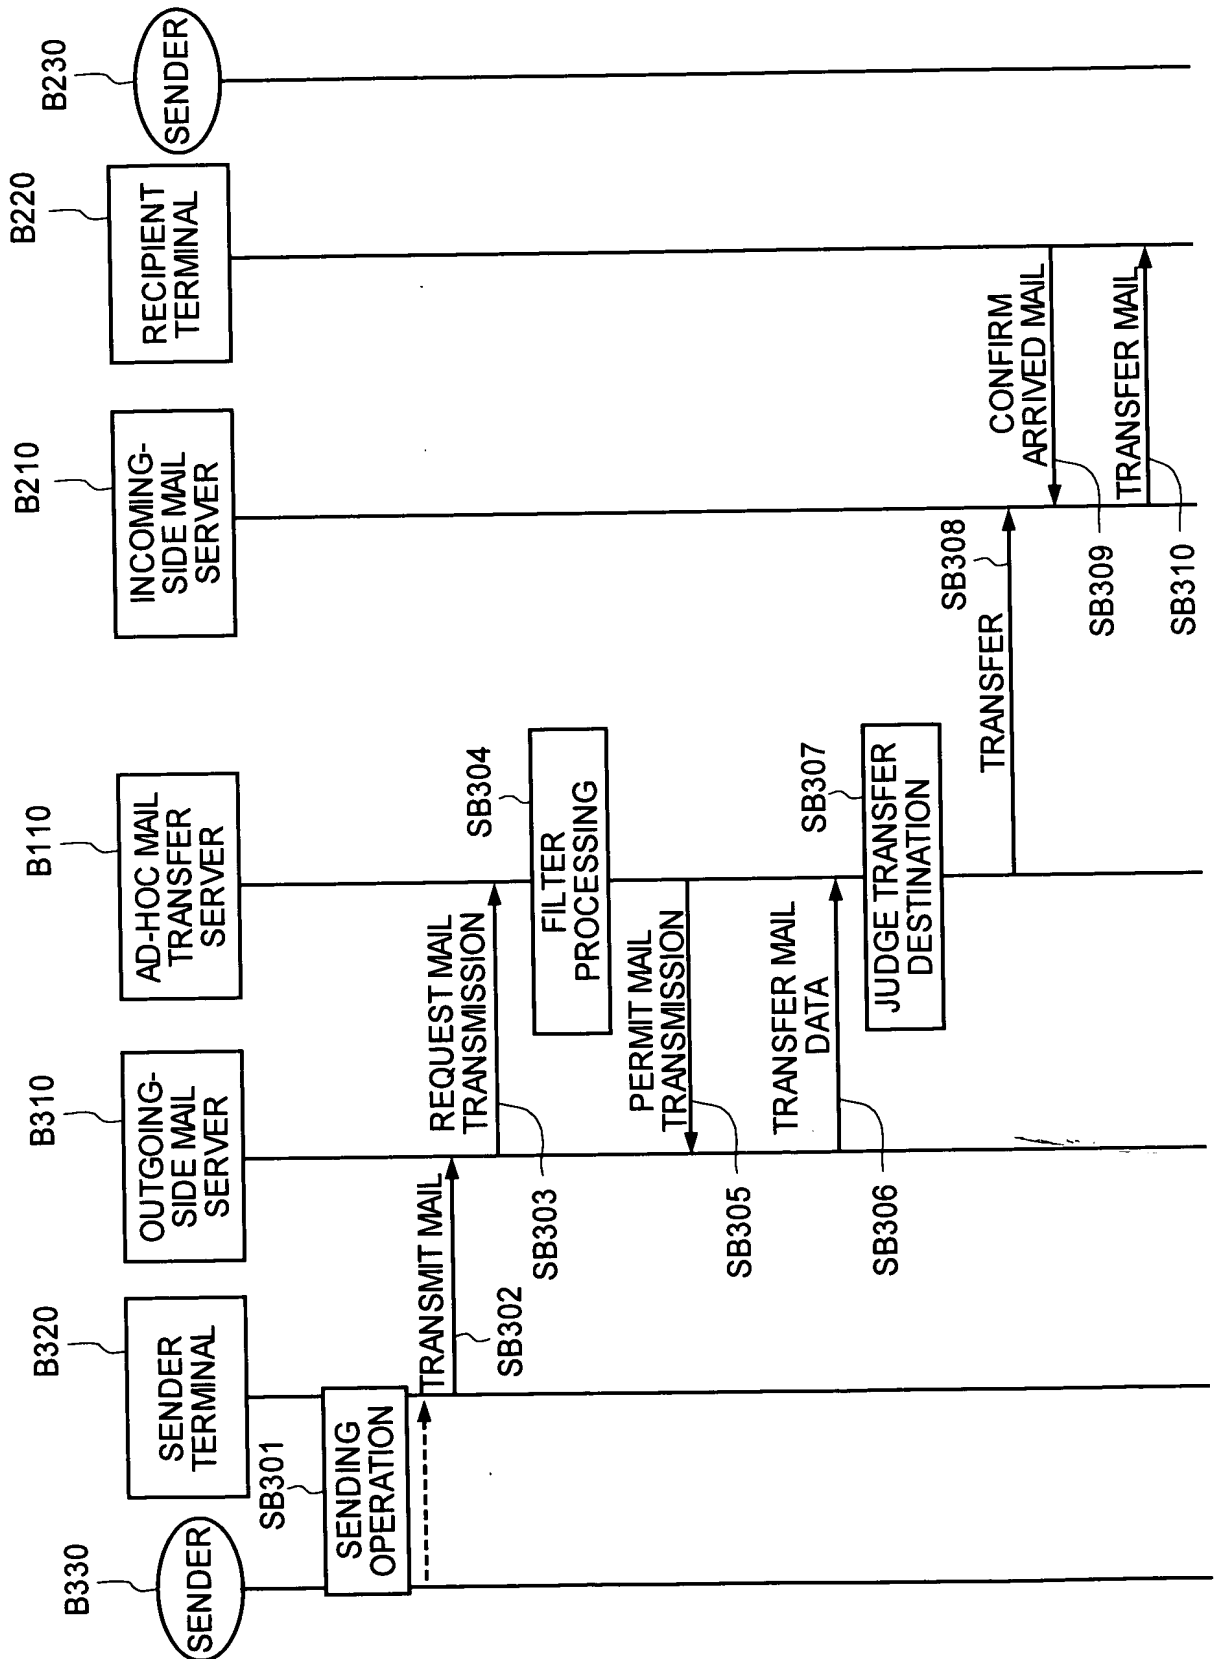 B330
SENDER
B320
SENDER
TERMINAL
B310
OUTGOING-
SIDE MAIL
SERVER
B110
AD-HOC MAIL
TRANSFER
SERVER
B210
INCOMING-
SIDE MAIL
SERVER
B220
RECIPIENT
TERMINAL
B230
SENDER
SB301
SENDING
OPERATION
TRANSMIT MAIL
SB302
REQUEST MAIL
TRANSMISSION
SB303
SB304
FILTER
PROCESSING
PERMIT MAIL
TRANSMISSION
SB305
TRANSFER MAIL
DATA
SB306
SB307
JUDGE TRANSFER
DESTINATION
TRANSFER
SB308
CONFIRM
ARRIVED MAIL
SB309
TRANSFER MAIL
SB310